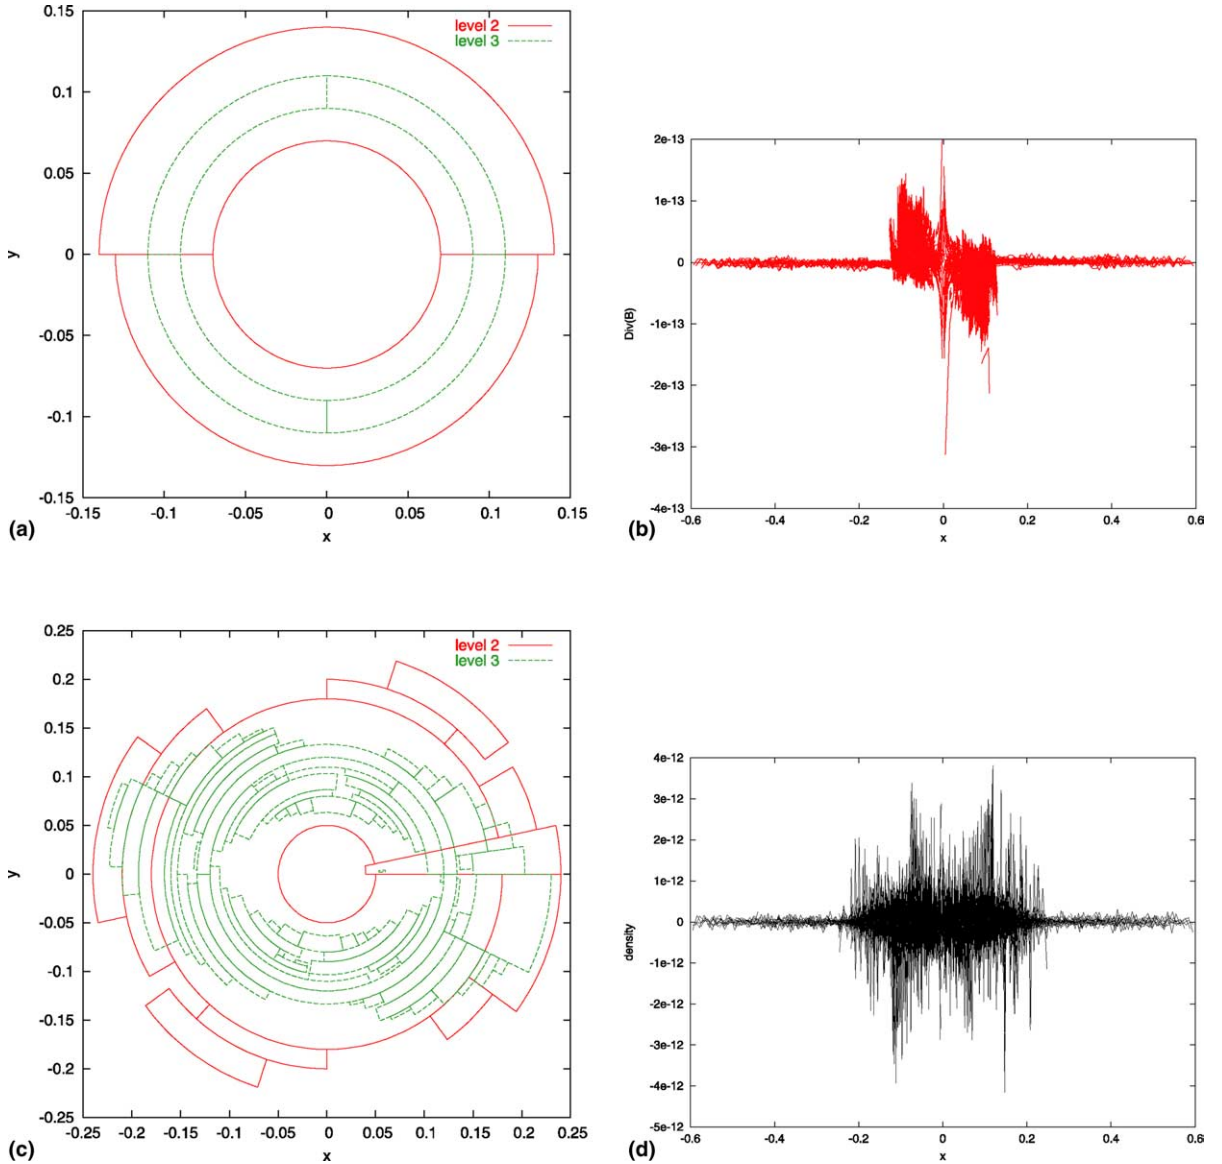 0.15
level 2
level 3
0.1
0.05
y
0
-0.05
-0.1
-0.15
-0.15 -0.1 -0.05 0 0.05 0.1 0.15
x
(a)
2e-13
1e-13
0
Div(B)
-1e-13
-2e-13
-3e-13
-4e-13
-0.6 -0.4 -0.2 0 0.2 0.4 0.6
x
(b)
0.25
level 2
level 3
0.2
0.15
0.1
0.05
y
0
-0.05
-0.1
-0.15
-0.2
-0.25
-0.25 -0.2 -0.15 -0.1 -0.05 0 0.05 0.1 0.15 0.2 0.25
x
(c)
4e-12
3e-12
2e-12
1e-12
0
density
-1e-12
-2e-12
-3e-12
-4e-12
-5e-12
-0.6 -0.4 -0.2 0 0.2 0.4 0.6
x
(d)